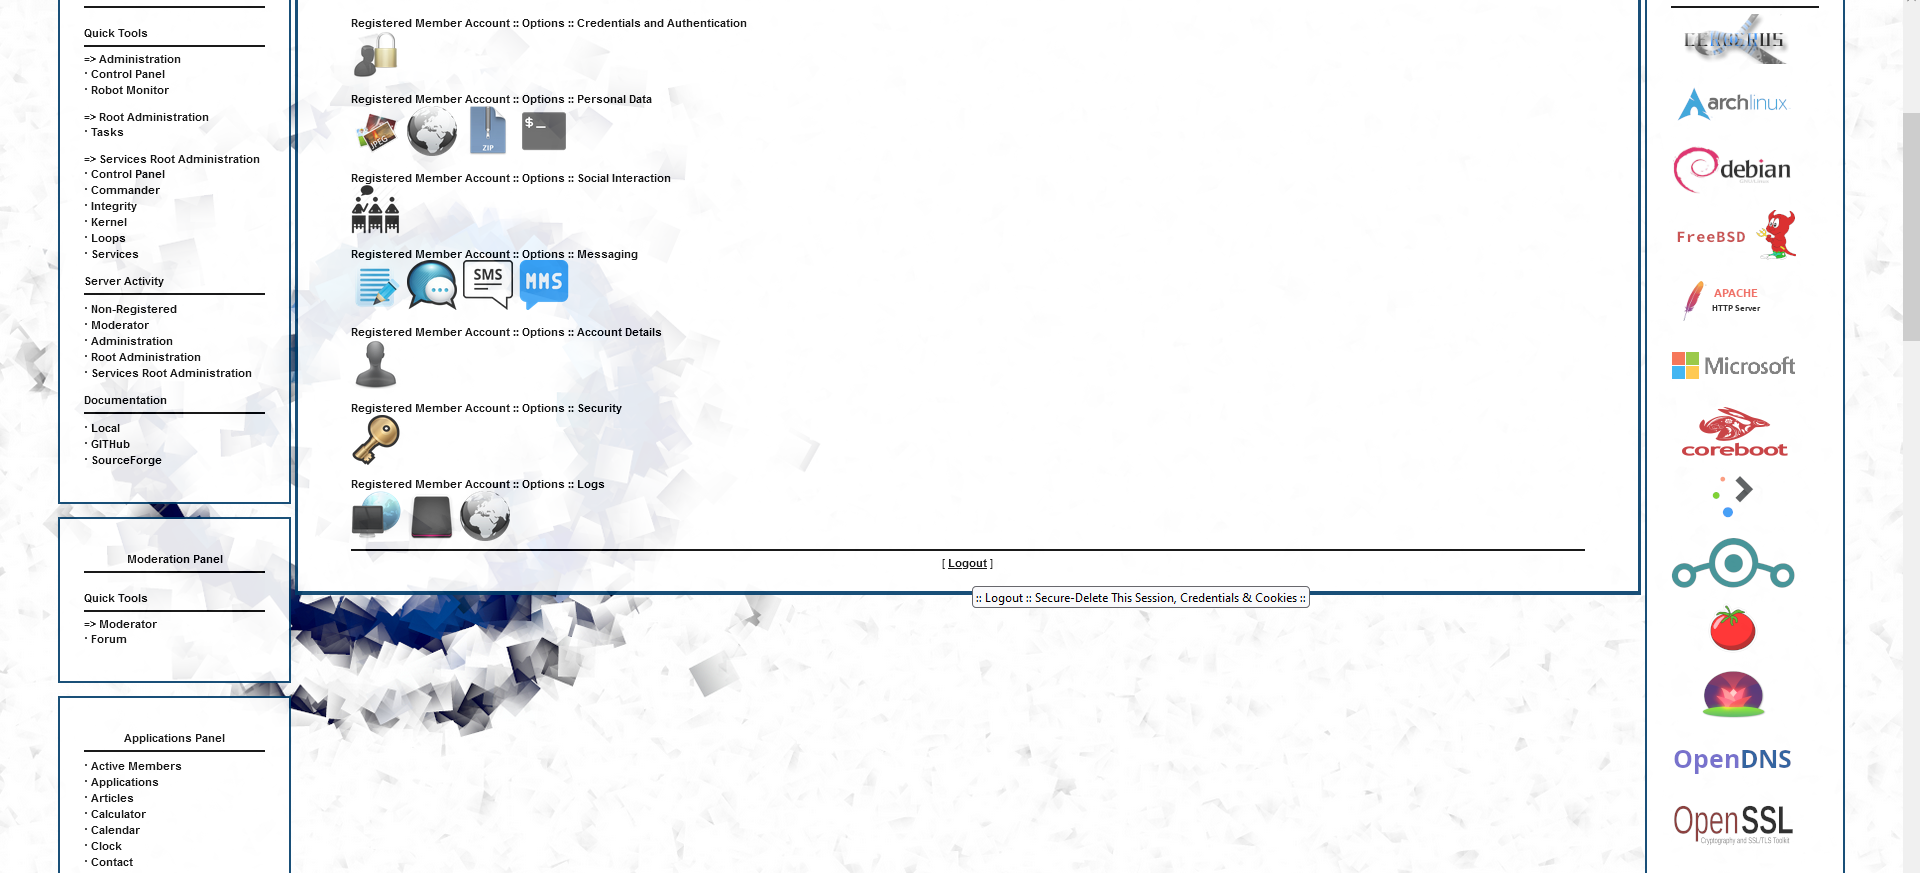 Quick Tools
=> Administration
· Control Panel
· Robot Monitor
=> Root Administration
· Tasks
=> Services Root Administration
· Control Panel
· Commander
· Integrity
· Kernel
· Loops
· Services
Server Activity
· Non-Registered
· Moderator
· Administration
· Root Administration
· Services Root Administration
Documentation
· Local
· GITHub
· SourceForge
Moderation Panel
Quick Tools
=> Moderator
· Forum
Applications Panel
· Active Members
· Applications
· Articles
· Calculator
· Calendar
· Clock
· Contact
Registered Member Account :: Options :: Credentials and Authentication
Registered Member Account :: Options :: Personal Data
JPEG
ZIP
$_
Registered Member Account :: Options :: Social Interaction
Registered Member Account :: Options :: Messaging
SMS
MMS
Registered Member Account :: Options :: Account Details
Registered Member Account :: Options :: Security
Registered Member Account :: Options :: Logs
[ Logout ]
:: Logout :: Secure-Delete This Session, Credentials & Cookies ::
CERBERUS
archlinux
debian
FreeBSD
APACHE
HTTP Server
Microsoft
coreboot
OpenDNS
OpenSSL
Cryptography and SSL/TLS Toolkit